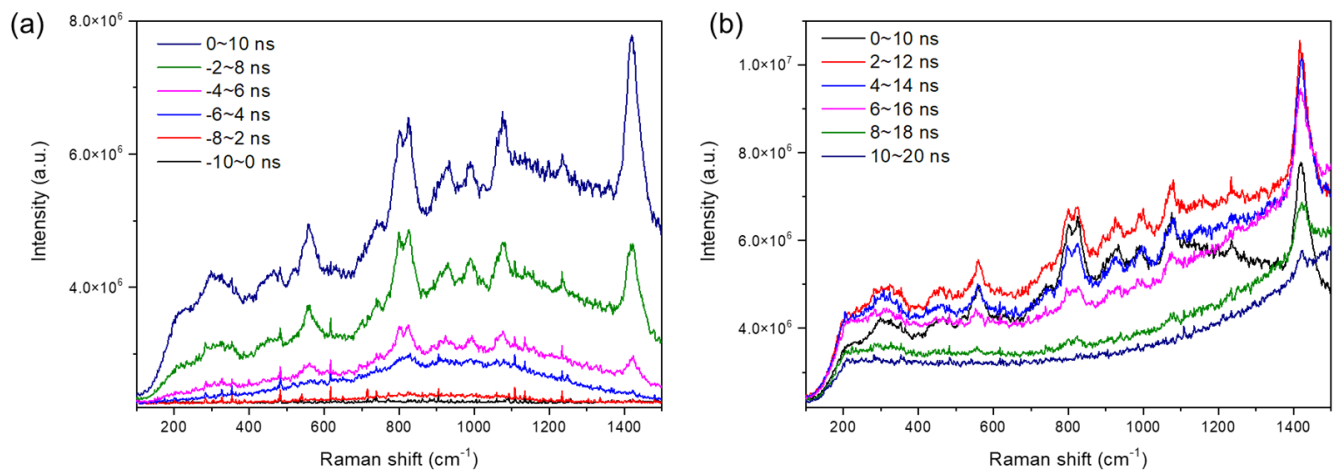 (a)
8.0×10⁶
6.0×10⁶
4.0×10⁶
Intensity (a.u.)
0~10 ns
-2~8 ns
-4~6 ns
-6~4 ns
-8~2 ns
-10~0 ns
200 400 600 800 1000 1200 1400
Raman shift (cm⁻¹)
(b)
1.0×10⁷
8.0×10⁶
6.0×10⁶
4.0×10⁶
Intensity (a.u.)
0~10 ns
2~12 ns
4~14 ns
6~16 ns
8~18 ns
10~20 ns
200 400 600 800 1000 1200 1400
Raman shift (cm⁻¹)